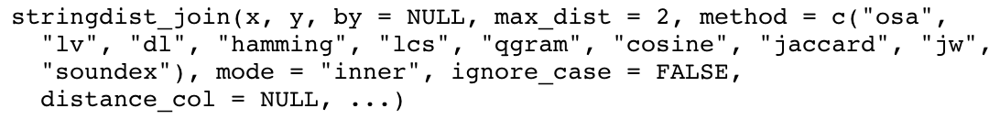 stringdist_join(x, y, by = NULL, max_dist = 2, method = c("osa",
"lv", "dl", "hamming", "lcs", "qgram", "cosine", "jaccard", "jw",
"soundex"), mode = "inner", ignore_case = FALSE,
distance_col = NULL, ...)